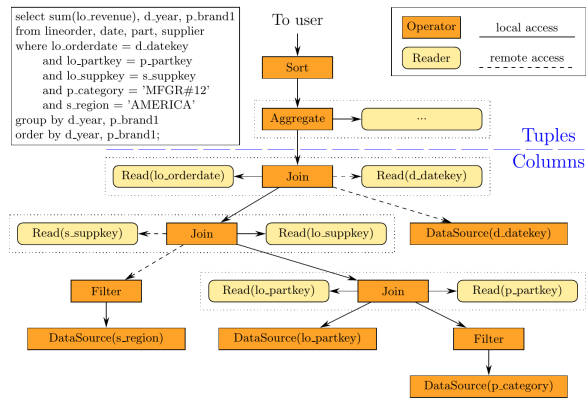 select sum(lo_revenue), d_year, p_brand1
from lineorder, date, part, supplier
where lo_orderdate = d_datekey
and lo_partkey = p_partkey
and lo_suppkey = s_suppkey
and p_category = 'MFGR#12'
and s_region = 'AMERICA'
group by d_year, p_brand1
order by d_year, p_brand1;
To user
Operator
local access
Reader
remote access
Sort
Aggregate
...
Tuples
Columns
Read(lo_orderdate)
Join
Read(d_datekey)
Read(s_suppkey)
Join
Read(lo_suppkey)
DataSource(d_datekey)
Filter
Read(lo_partkey)
Join
Read(p_partkey)
DataSource(s_region)
DataSource(lo_partkey)
Filter
DataSource(p_category)